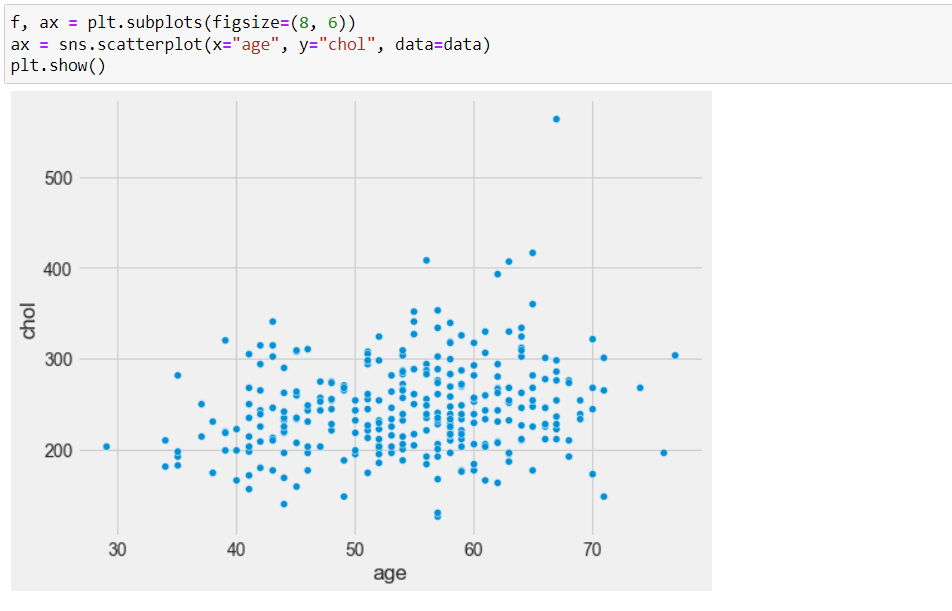 f, ax = plt.subplots(figsize=(8, 6))
ax = sns.scatterplot(x="age", y="chol", data=data)
plt.show()
500
400
300
200
chol
30 40 50 60 70
age